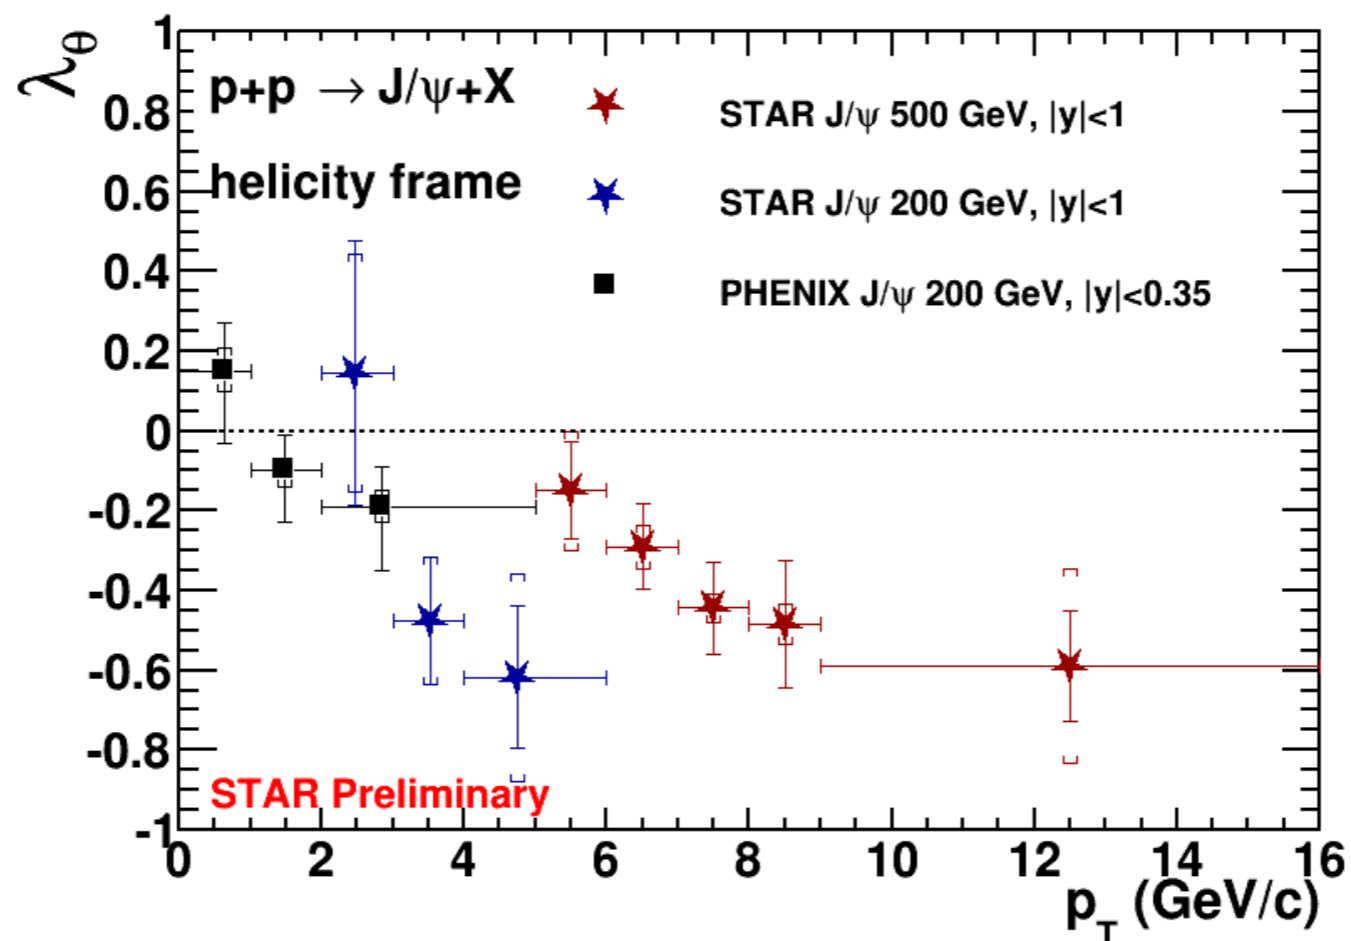 λθ
p+p → J/ψ+X
helicity frame
STAR J/ψ 500 GeV, |y|<1
STAR J/ψ 200 GeV, |y|<1
PHENIX J/ψ 200 GeV, |y|<0.35
1
0.8
0.6
0.4
0.2
0
-0.2
-0.4
-0.6
-0.8
-1
STAR Preliminary
0 2 4 6 8 10 12 14 16
pT (GeV/c)